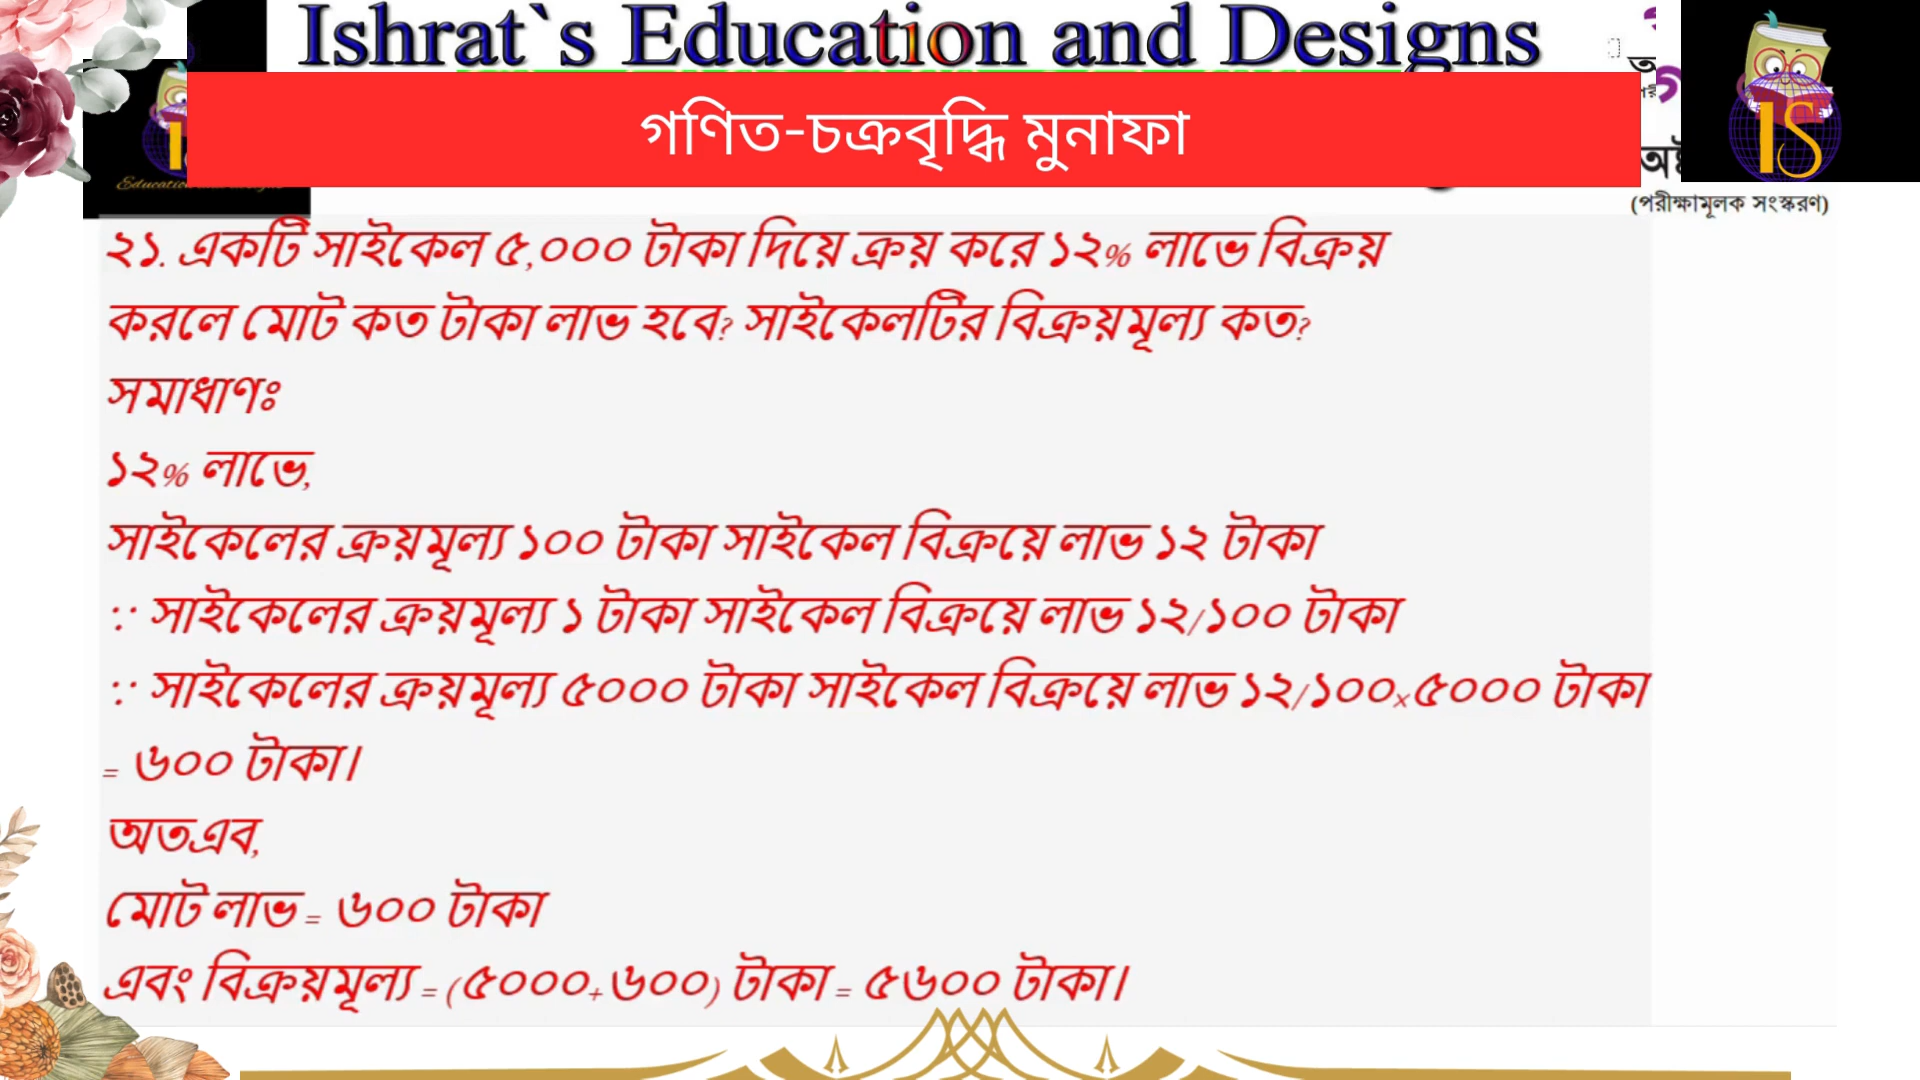 Ishrat`s Education and Designs
গণিত-চক্রবৃদ্ধি মুনাফা
IS
(পরীক্ষামূলক সংস্করণ)
২১. একটি সাইকেল ৫,০০০ টাকা দিয়ে ক্রয় করে ১২% লাভে বিক্রয়
করলে মোট কত টাকা লাভ হবে? সাইকেলটির বিক্রয়মূল্য কত?
সমাধাণঃ
১২% লাভে,
সাইকেলের ক্রয়মূল্য ১০০ টাকা সাইকেল বিক্রয়ে লাভ ১২ টাকা
∵ সাইকেলের ক্রয়মূল্য ১ টাকা সাইকেল বিক্রয়ে লাভ ১২/১০০ টাকা
∵ সাইকেলের ক্রয়মূল্য ৫০০০ টাকা সাইকেল বিক্রয়ে লাভ ১২/১০০×৫০০০ টাকা
= ৬০০ টাকা।
অতএব,
মোট লাভ = ৬০০ টাকা
এবং বিক্রয়মূল্য = (৫০০০+৬০০) টাকা = ৫৬০০ টাকা।